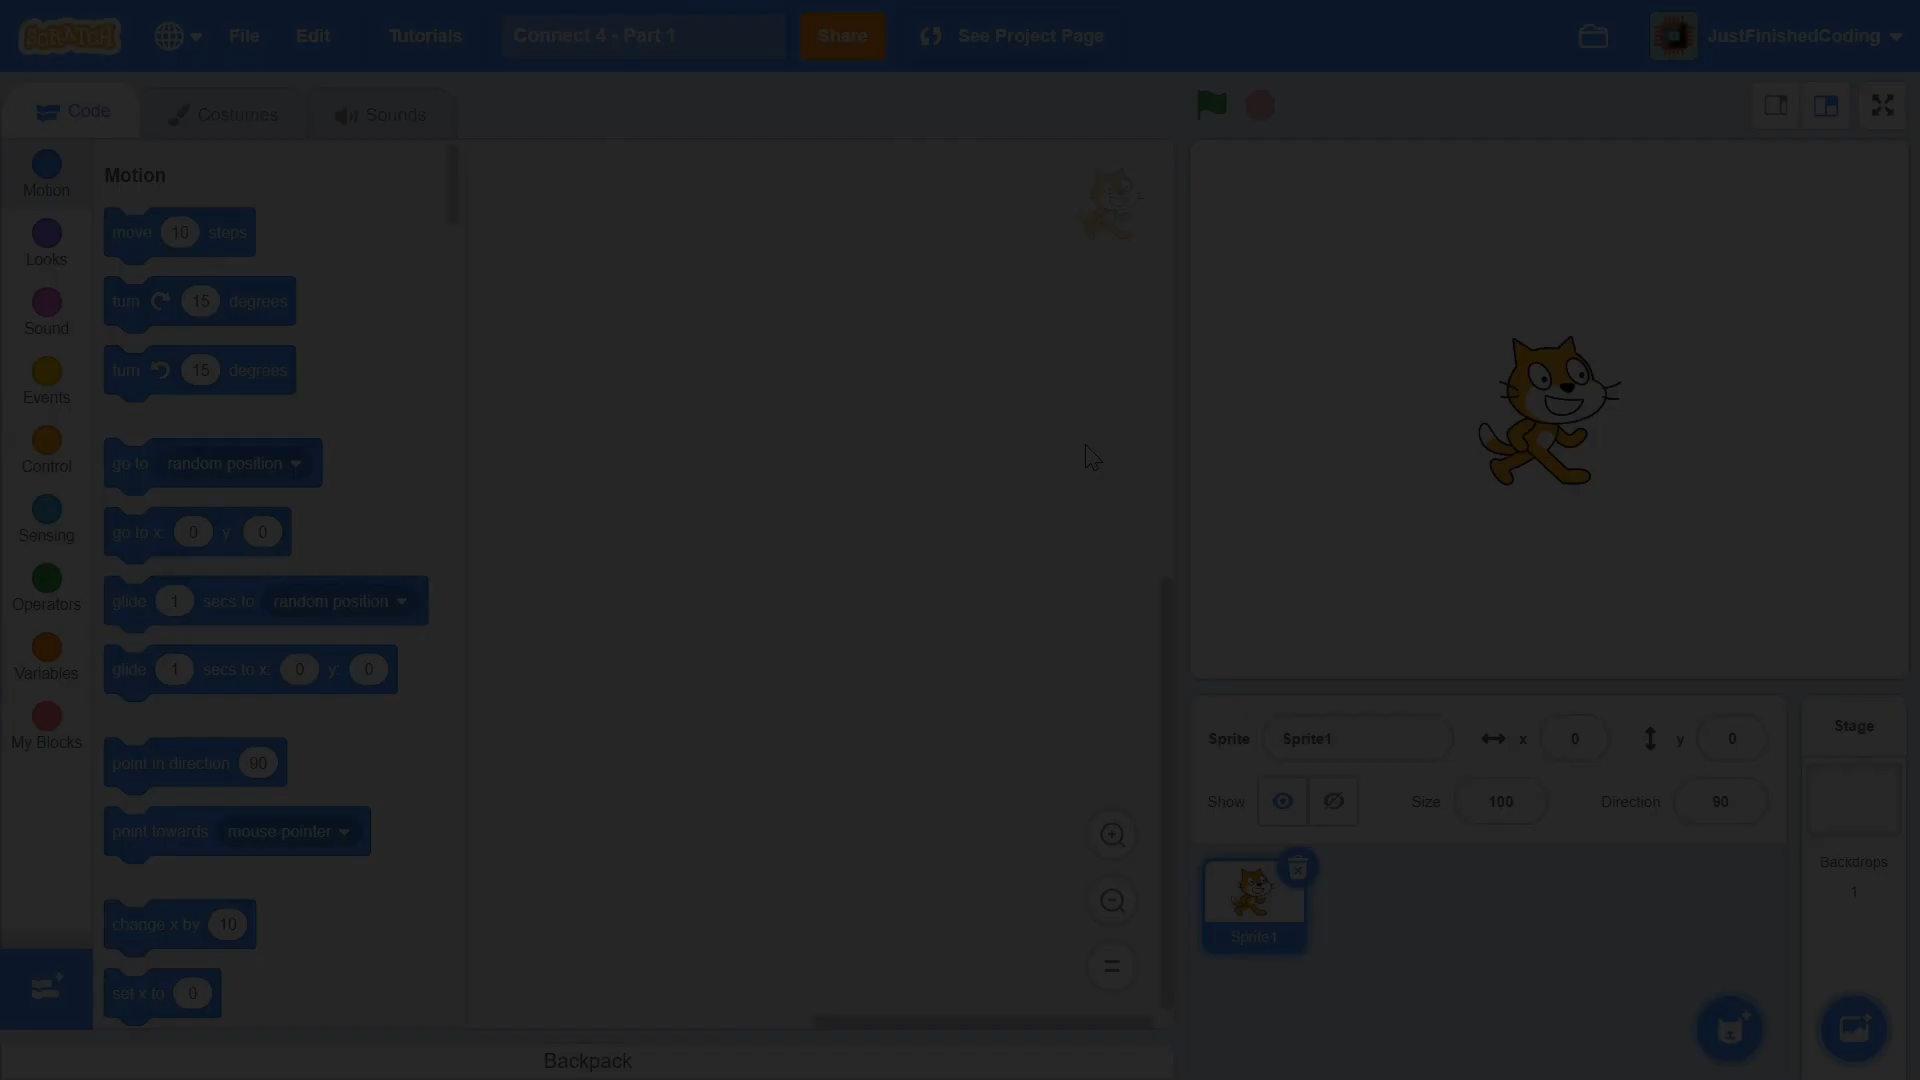 SCRATCH
File
Edit
Tutorials
Connect 4 - Part 1
Share
See Project Page
JustFinishedCoding
Code
Costumes
Sounds
Motion
Looks
Sound
Events
Control
Sensing
Operators
Variables
My Blocks
Motion
move 10 steps
turn 15 degrees
turn 15 degrees
go to random position
go to x: 0 y: 0
glide 1 secs to random position
glide 1 secs to x: 0 y: 0
point in direction 90
point towards mouse-pointer
change x by 10
set x to 0
Backpack
Sprite Sprite1 x 0 y 0
Show Size 100 Direction 90
Sprite1
Stage
Backdrops
1